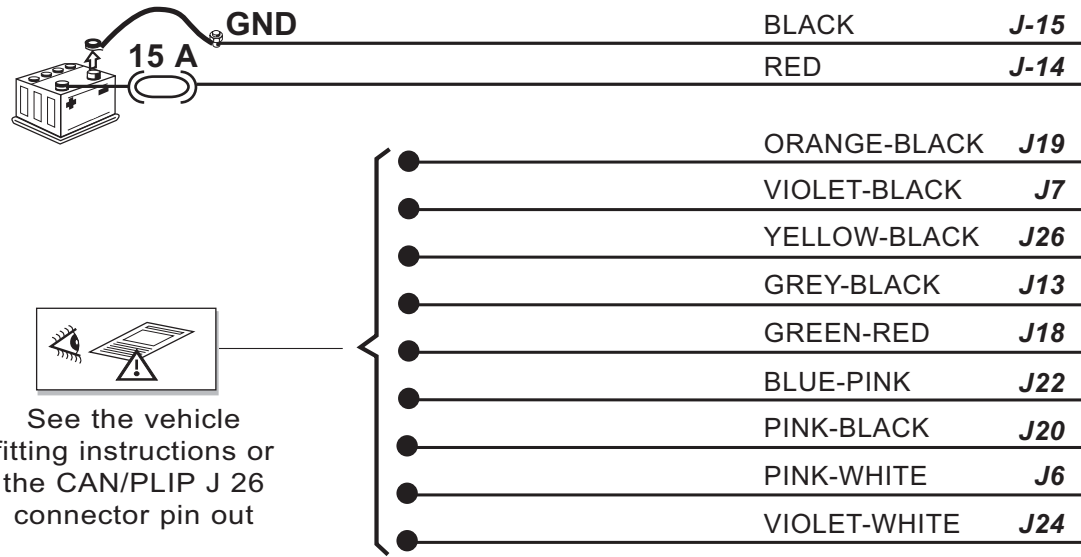 GND
BLACK J-15
15 A
RED J-14
ORANGE-BLACK J19
VIOLET-BLACK J7
YELLOW-BLACK J26
GREY-BLACK J13
GREEN-RED J18
BLUE-PINK J22
PINK-BLACK J20
PINK-WHITE J6
VIOLET-WHITE J24
See the vehicle
fitting instructions or
the CAN/PLIP J 26
connector pin out